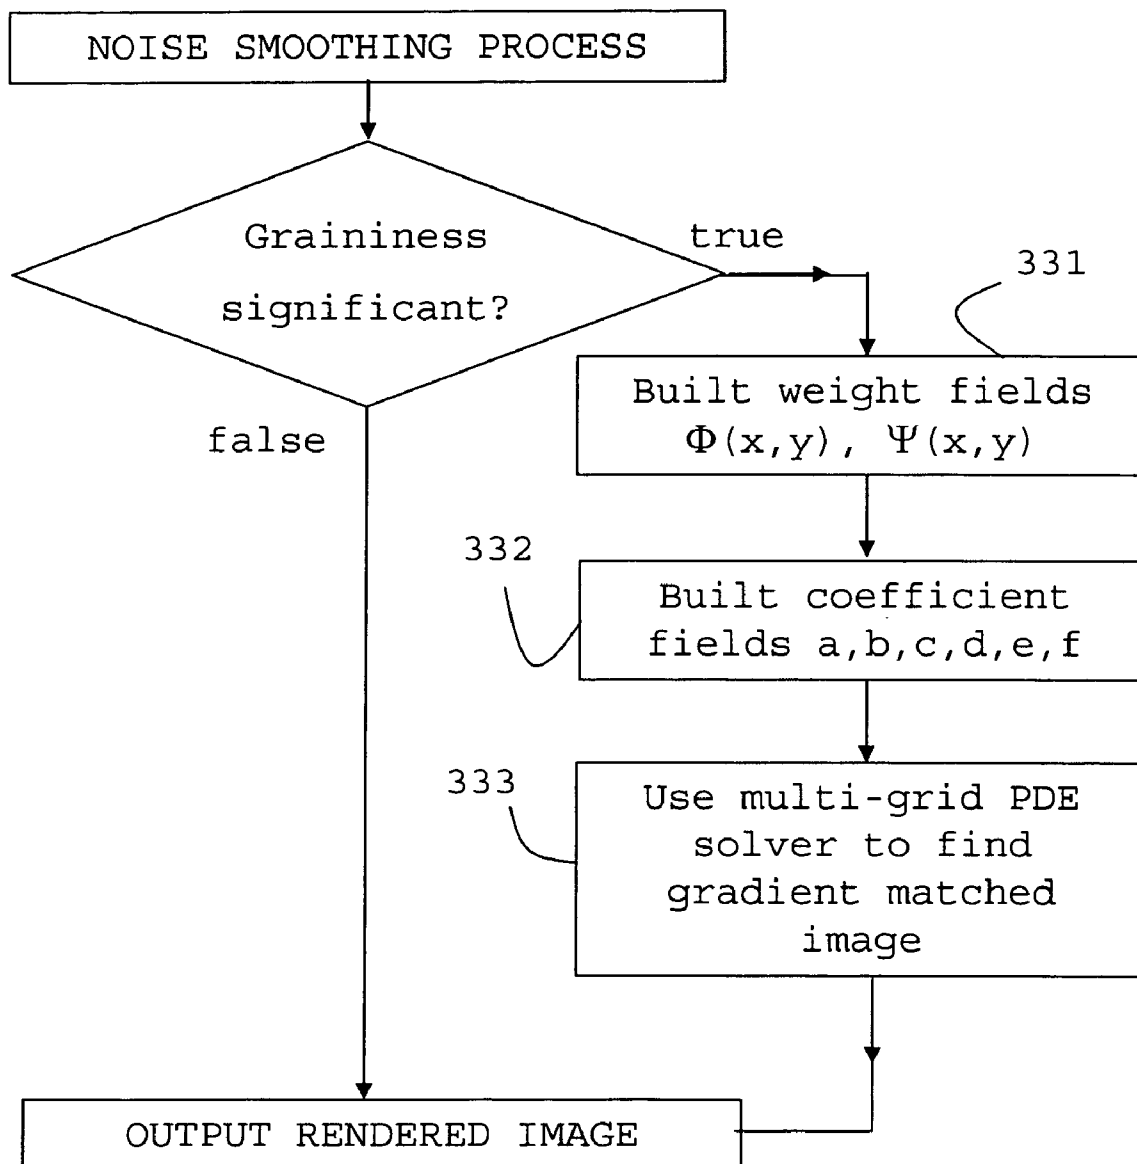 NOISE SMOOTHING PROCESS
Graininess
significant?
true
false
331
Built weight fields
Φ(x,y), Ψ(x,y)
332
Built coefficient
fields a,b,c,d,e,f
333
Use multi-grid PDE
solver to find
gradient matched
image
OUTPUT RENDERED IMAGE